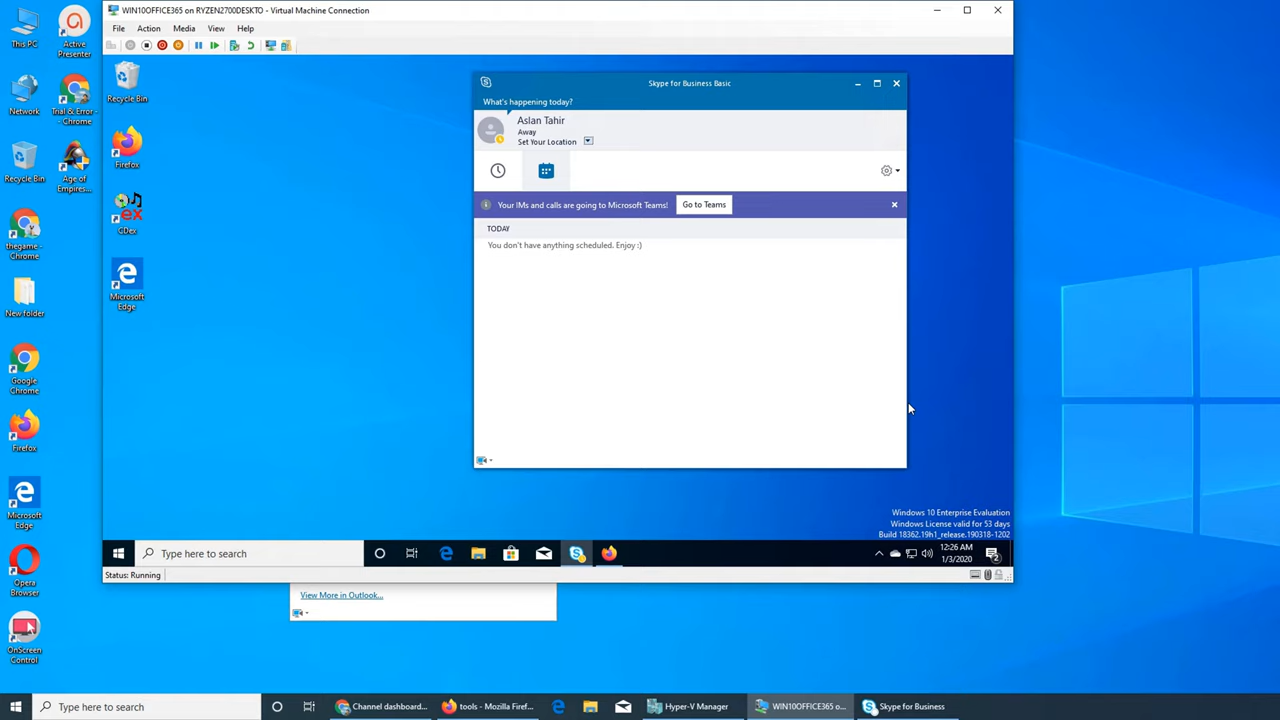 This PC
Active
Presenter
Network
Trial & Error -
- Chrome
Recycle Bin
Age of
Empires...
thegame -
Chrome
New folder
Google
Chrome
Firefox
Microsoft
Edge
Opera
Browser
OnScreen
Control
WIN10OFFICE365 on RYZEN2700DESKTO - Virtual Machine Connection
File
Action
Media
View
Help
Recycle Bin
Firefox
ex
CDex
Microsoft
Edge
Skype for Business Basic
What's happening today?
Aslan Tahir
Away
Set Your Location
Your IMs and calls are going to Microsoft Teams!
Go to Teams
TODAY
You don't have anything scheduled. Enjoy :)
Windows 10 Enterprise Evaluation
Windows License valid for 53 days
Build 18362.19h1_release.190318-1202
Type here to search
12:26 AM
1/3/2020
2
Status: Running
View More in Outlook...
Type here to search
Channel dashboard...
tools - Mozilla Firef...
Hyper-V Manager
WIN10OFFICE365 o...
Skype for Business